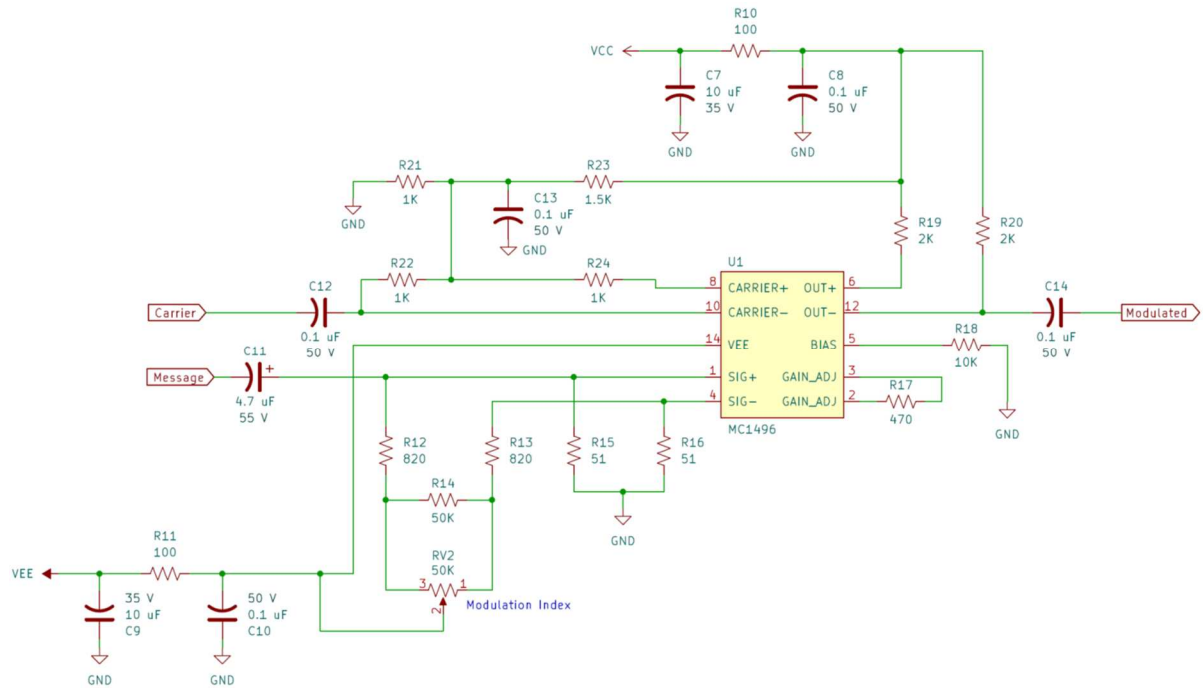 R10
100
VCC
C7
10 uF
35 V
C8
0.1 uF
50 V
GND
GND
R21
1K
GND
R23
1.5K
C13
0.1 uF
50 V
GND
R19
2K
R20
2K
R22
1K
R24
1K
U1
8 CARRIER+ OUT+ 6
10 CARRIER- OUT- 12
14 VEE BIAS 5
1 SIG+ GAIN_ADJ 3
4 SIG- GAIN_ADJ 2
MC1496
Carrier
C12
0.1 uF
50 V
Message
C11
+
4.7 uF
55 V
C14
0.1 uF
50 V
Modulated
R18
10K
GND
R17
470
R12
820
R13
820
R15
51
R16
51
GND
R14
50K
RV2
50K
3 1
2
Modulation Index
R11
100
VEE
35 V
10 uF
C9
50 V
0.1 uF
C10
GND
GND